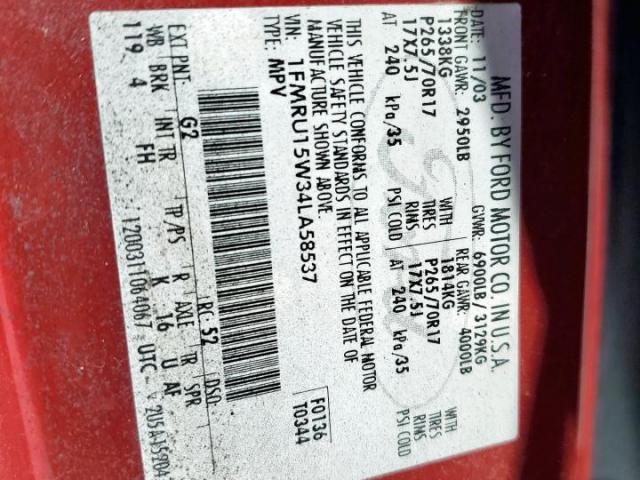 MFD. BY FORD MOTOR CO. IN U.S.A.
DATE: 11/03 GVWR: 6900LB/ 3129KG
FRONT GAWR: 2950LB REAR GAWR: 4000LB
1338KG WITH 1814KG WITH
P265/70R17 TIRES P265/70R17 TIRES
17X7.5J RIMS 17X7.5J RIMS
AT 240 kPa/35 PSI COLD AT 240 kPa/35 PSI COLD
THIS VEHICLE CONFORMS TO ALL APPLICABLE FEDERAL MOTOR
VEHICLE SAFETY STANDARDS IN EFFECT ON THE DATE OF
MANUFACTURE SHOWN ABOVE.
VIN: 1FMRU15W34LA58537 F0136
TYPE: MPV T0344
EXT PNT: G2 RC: 52 DSO:
WB BRK INT TR TP/PS R AXLE TR SPR
119 4 FH K 16 U AF
1200311064067 UTC